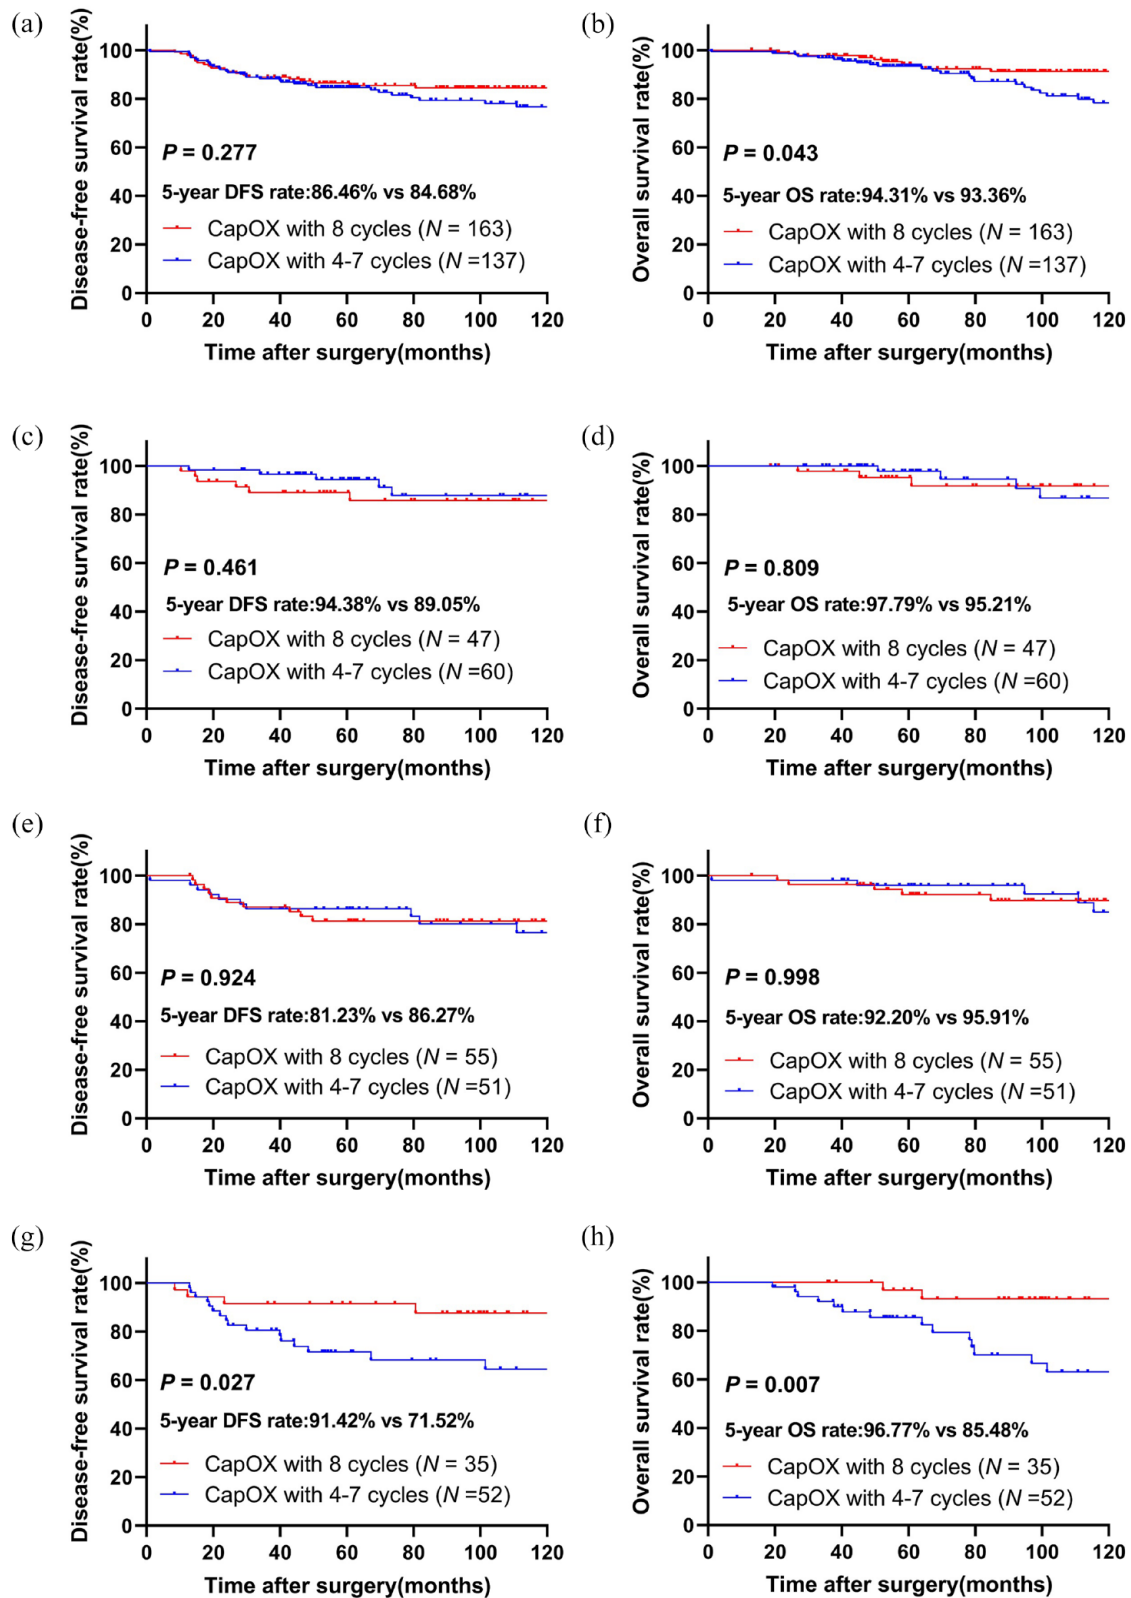 (a)
Disease-free survival rate(%)
100
80
60
40
20
0
P = 0.277
5-year DFS rate:86.46% vs 84.68%
CapOX with 8 cycles (N = 163)
CapOX with 4-7 cycles (N =137)
0 20 40 60 80 100 120
Time after surgery(months)
(b)
Overall survival rate(%)
100
80
60
40
20
0
P = 0.043
5-year OS rate:94.31% vs 93.36%
CapOX with 8 cycles (N = 163)
CapOX with 4-7 cycles (N =137)
0 20 40 60 80 100 120
Time after surgery(months)
(c)
Disease-free survival rate(%)
100
80
60
40
20
0
P = 0.461
5-year DFS rate:94.38% vs 89.05%
CapOX with 8 cycles (N = 47)
CapOX with 4-7 cycles (N =60)
0 20 40 60 80 100 120
Time after surgery(months)
(d)
Overall survival rate(%)
100
80
60
40
20
0
P = 0.809
5-year OS rate:97.79% vs 95.21%
CapOX with 8 cycles (N = 47)
CapOX with 4-7 cycles (N =60)
0 20 40 60 80 100 120
Time after surgery(months)
(e)
Disease-free survival rate(%)
100
80
60
40
20
0
P = 0.924
5-year DFS rate:81.23% vs 86.27%
CapOX with 8 cycles (N = 55)
CapOX with 4-7 cycles (N =51)
0 20 40 60 80 100 120
Time after surgery(months)
(f)
Overall survival rate(%)
100
80
60
40
20
0
P = 0.998
5-year OS rate:92.20% vs 95.91%
CapOX with 8 cycles (N = 55)
CapOX with 4-7 cycles (N =51)
0 20 40 60 80 100 120
Time after surgery(months)
(g)
Disease-free survival rate(%)
100
80
60
40
20
0
P = 0.027
5-year DFS rate:91.42% vs 71.52%
CapOX with 8 cycles (N = 35)
CapOX with 4-7 cycles (N =52)
0 20 40 60 80 100 120
Time after surgery(months)
(h)
Overall survival rate(%)
100
80
60
40
20
0
P = 0.007
5-year OS rate:96.77% vs 85.48%
CapOX with 8 cycles (N = 35)
CapOX with 4-7 cycles (N =52)
0 20 40 60 80 100 120
Time after surgery(months)